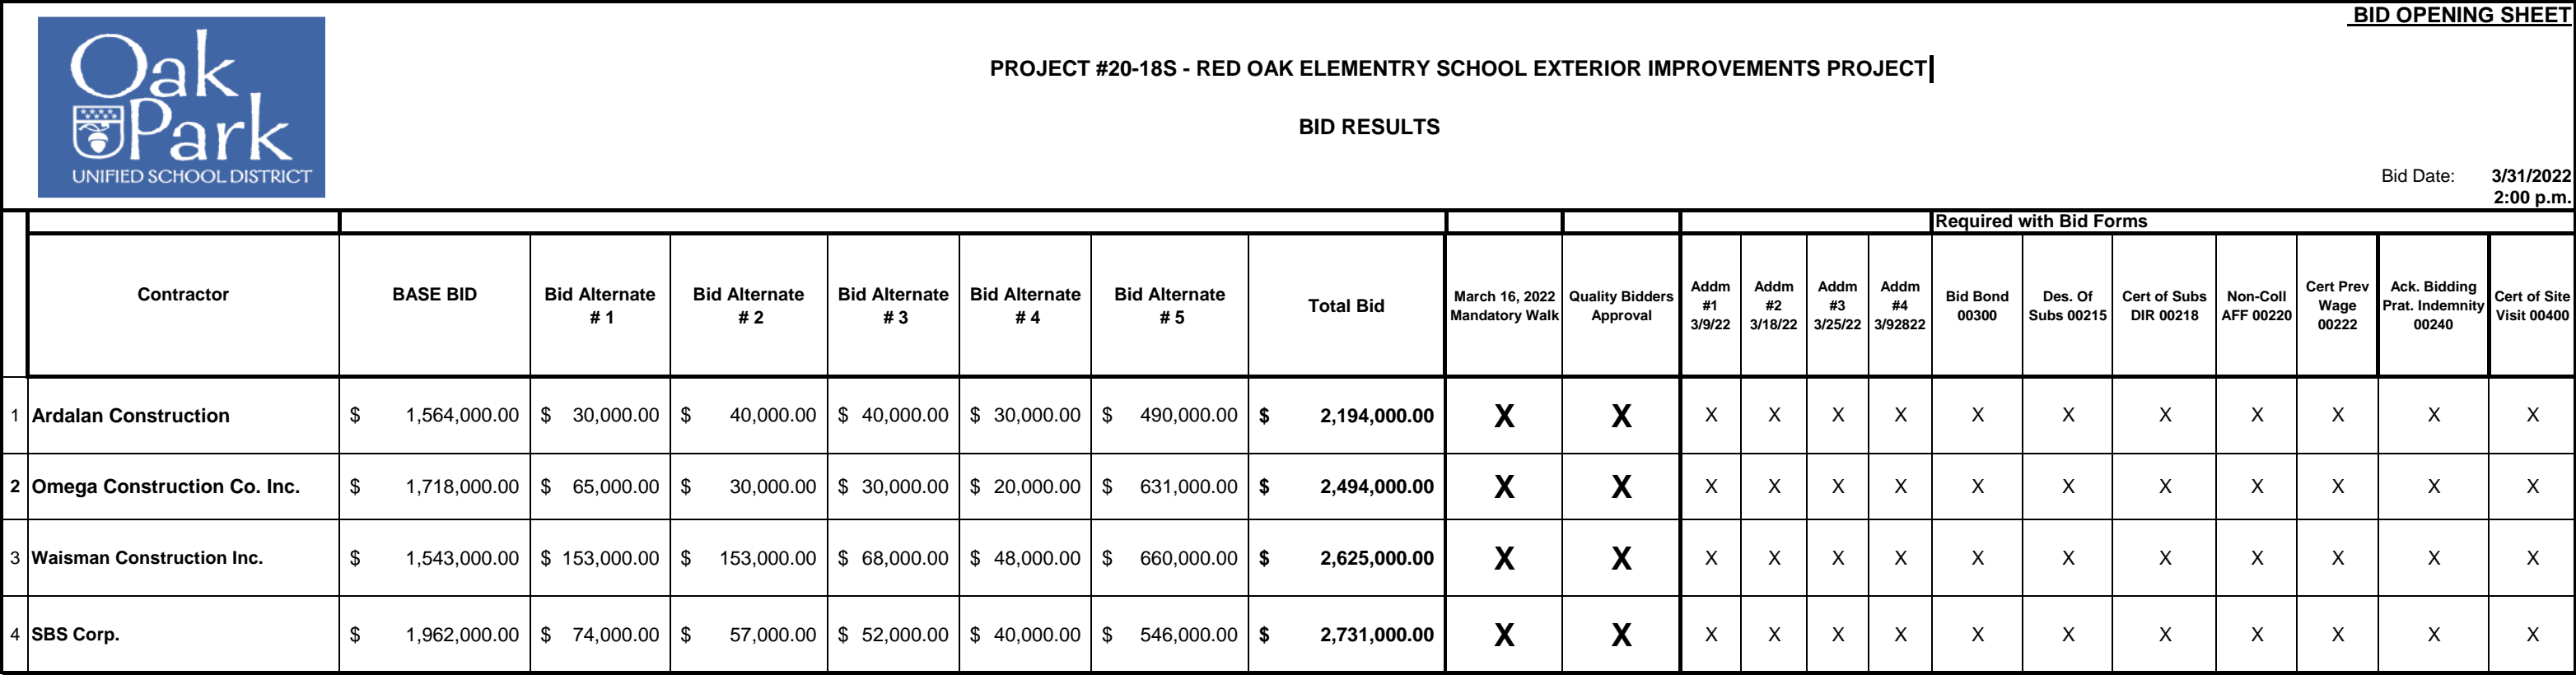 BID OPENING SHEET
Oak
Park
UNIFIED SCHOOL DISTRICT
PROJECT #20-18S - RED OAK ELEMENTRY SCHOOL EXTERIOR IMPROVEMENTS PROJECT
BID RESULTS
Bid Date: 3/31/2022
2:00 p.m.
Required with Bid Forms
Contractor BASE BID Bid Alternate # 1 Bid Alternate # 2 Bid Alternate # 3 Bid Alternate # 4 Bid Alternate # 5 Total Bid March 16, 2022 Mandatory Walk Quality Bidders Approval Addm #1 3/9/22 Addm #2 3/18/22 Addm #3 3/25/22 Addm #4 3/92822 Bid Bond 00300 Des. Of Subs 00215 Cert of Subs DIR 00218 Non-Coll AFF 00220 Cert Prev Wage 00222 Ack. Bidding Prat. Indemnity 00240 Cert of Site Visit 00400
1 Ardalan Construction $ 1,564,000.00 $ 30,000.00 $ 40,000.00 $ 40,000.00 $ 30,000.00 $ 490,000.00 $ 2,194,000.00 X X X X X X X X X X X X X
2 Omega Construction Co. Inc. $ 1,718,000.00 $ 65,000.00 $ 30,000.00 $ 30,000.00 $ 20,000.00 $ 631,000.00 $ 2,494,000.00 X X X X X X X X X X X X X
3 Waisman Construction Inc. $ 1,543,000.00 $ 153,000.00 $ 153,000.00 $ 68,000.00 $ 48,000.00 $ 660,000.00 $ 2,625,000.00 X X X X X X X X X X X X X
4 SBS Corp. $ 1,962,000.00 $ 74,000.00 $ 57,000.00 $ 52,000.00 $ 40,000.00 $ 546,000.00 $ 2,731,000.00 X X X X X X X X X X X X X